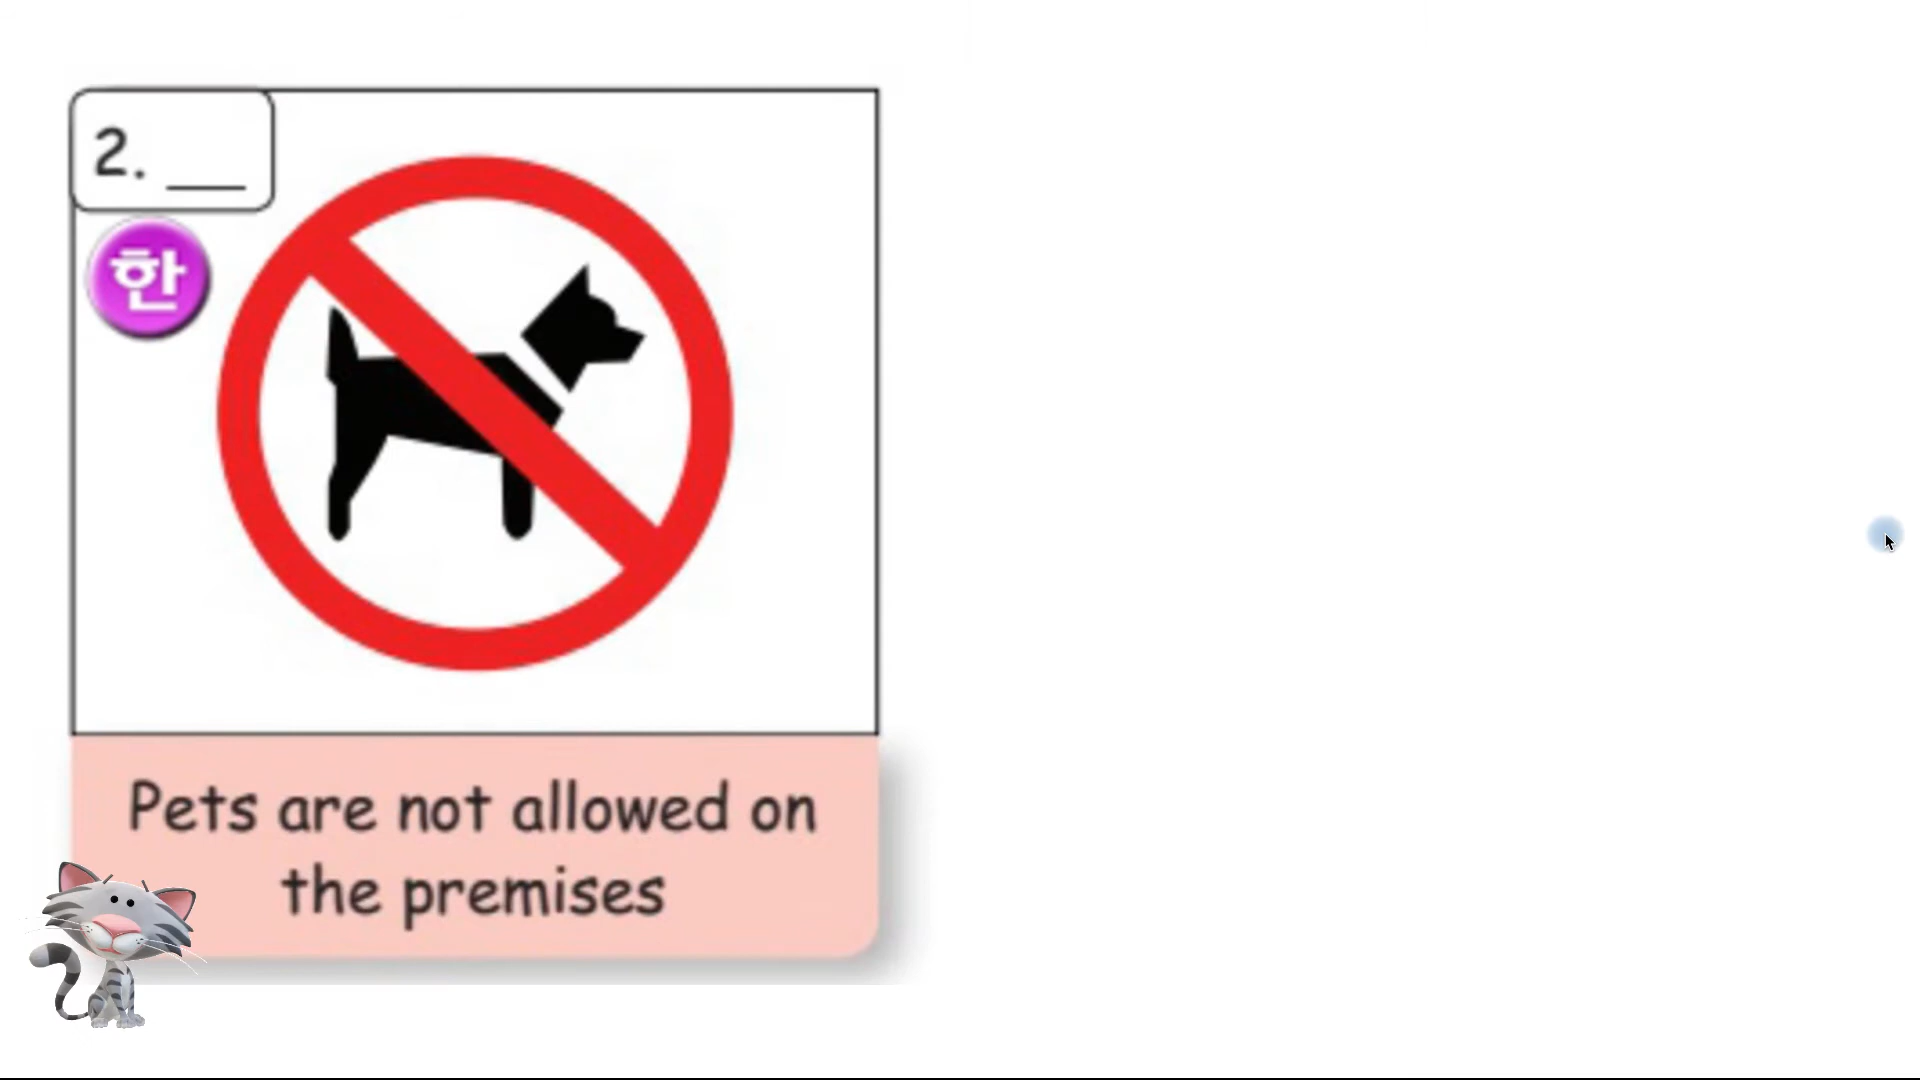 2. ___
한
Pets are not allowed on
the premises